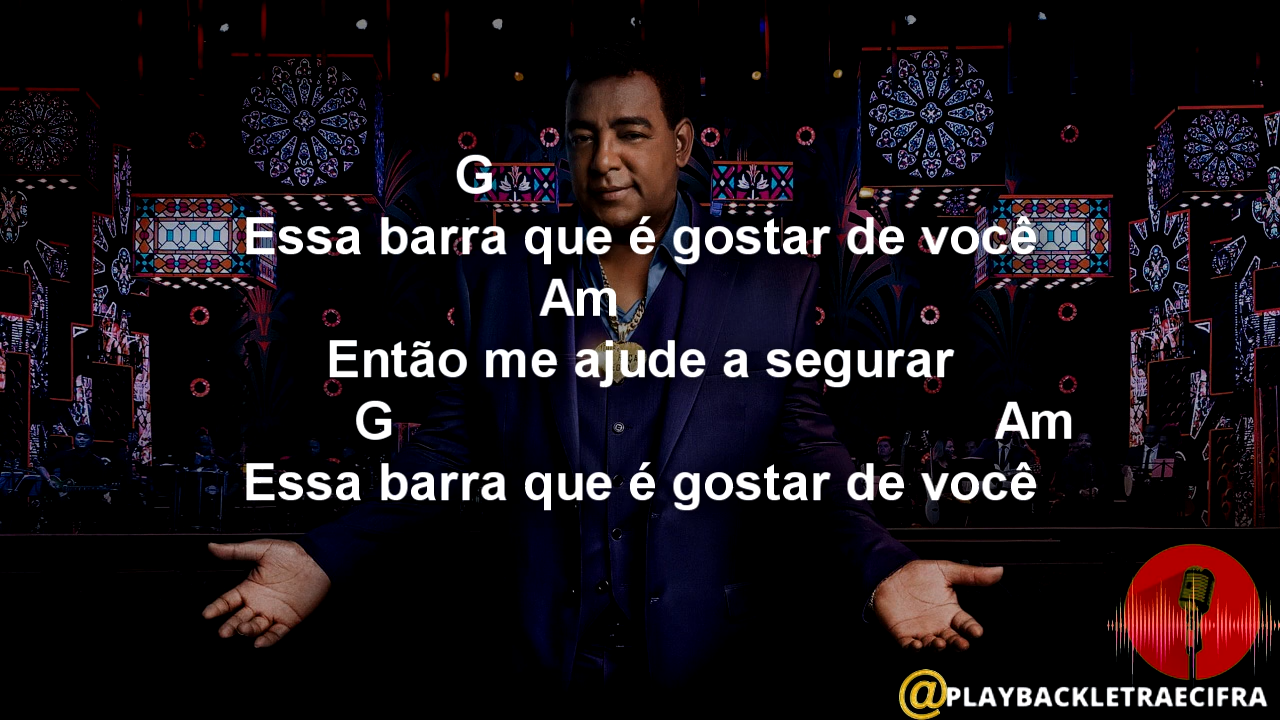 G
Essa barra que é gostar de você
Am
Então me ajude a segurar
G Am
Essa barra que é gostar de você
@PLAYBACKLETRAECIFRA